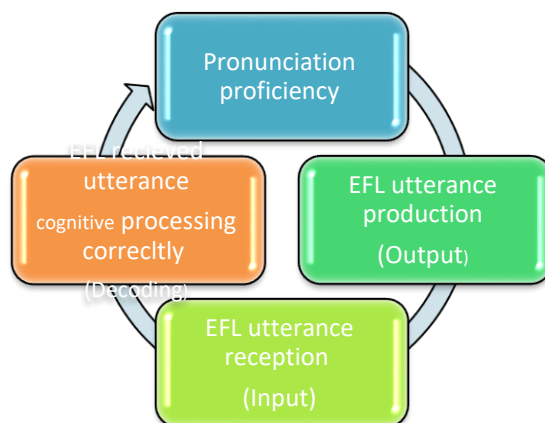 Pronunciation
proficiency
EFL utterance
production
(Output)
EFL utterance
reception
(Input)
EFL recieved
utterance
cognitive processing
correcltly
(Decoding)